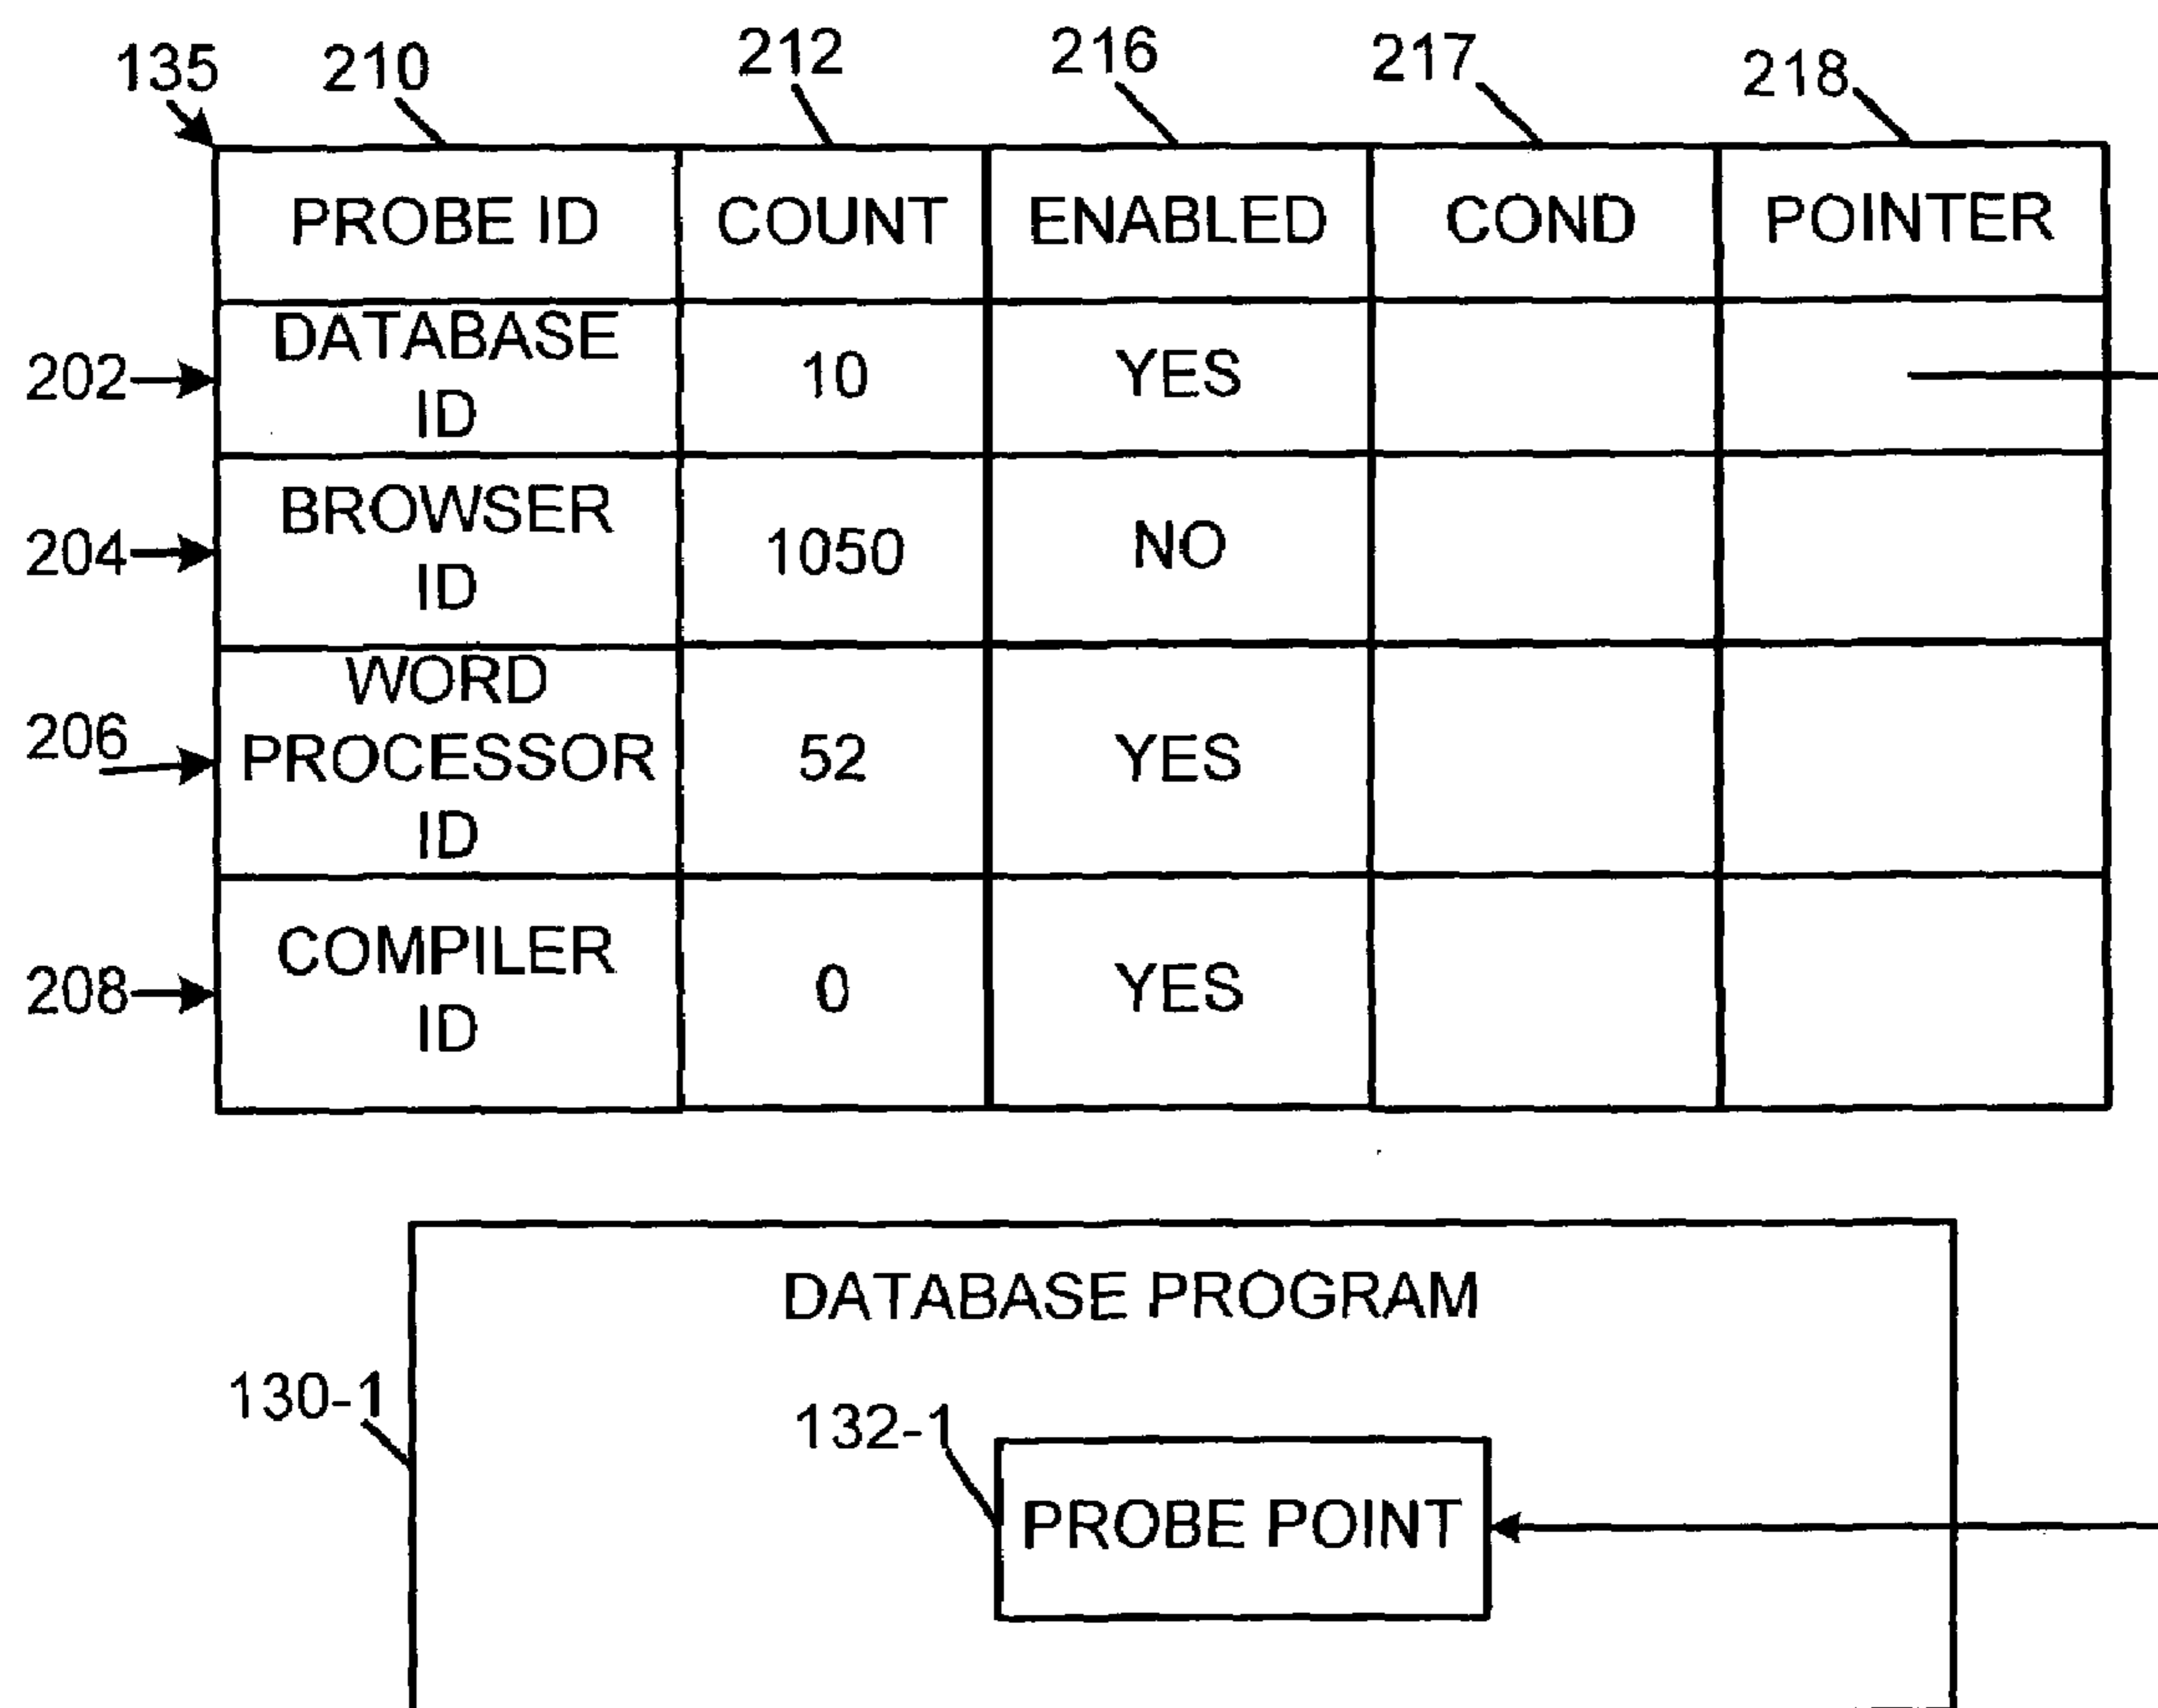 135 210 212 216 217 218
PROBE ID COUNT ENABLED COND POINTER
202 DATABASE ID 10 YES
204 BROWSER ID 1050 NO
206 WORD PROCESSOR ID 52 YES
208 COMPILER ID 0 YES
DATABASE PROGRAM
130-1
132-1
PROBE POINT